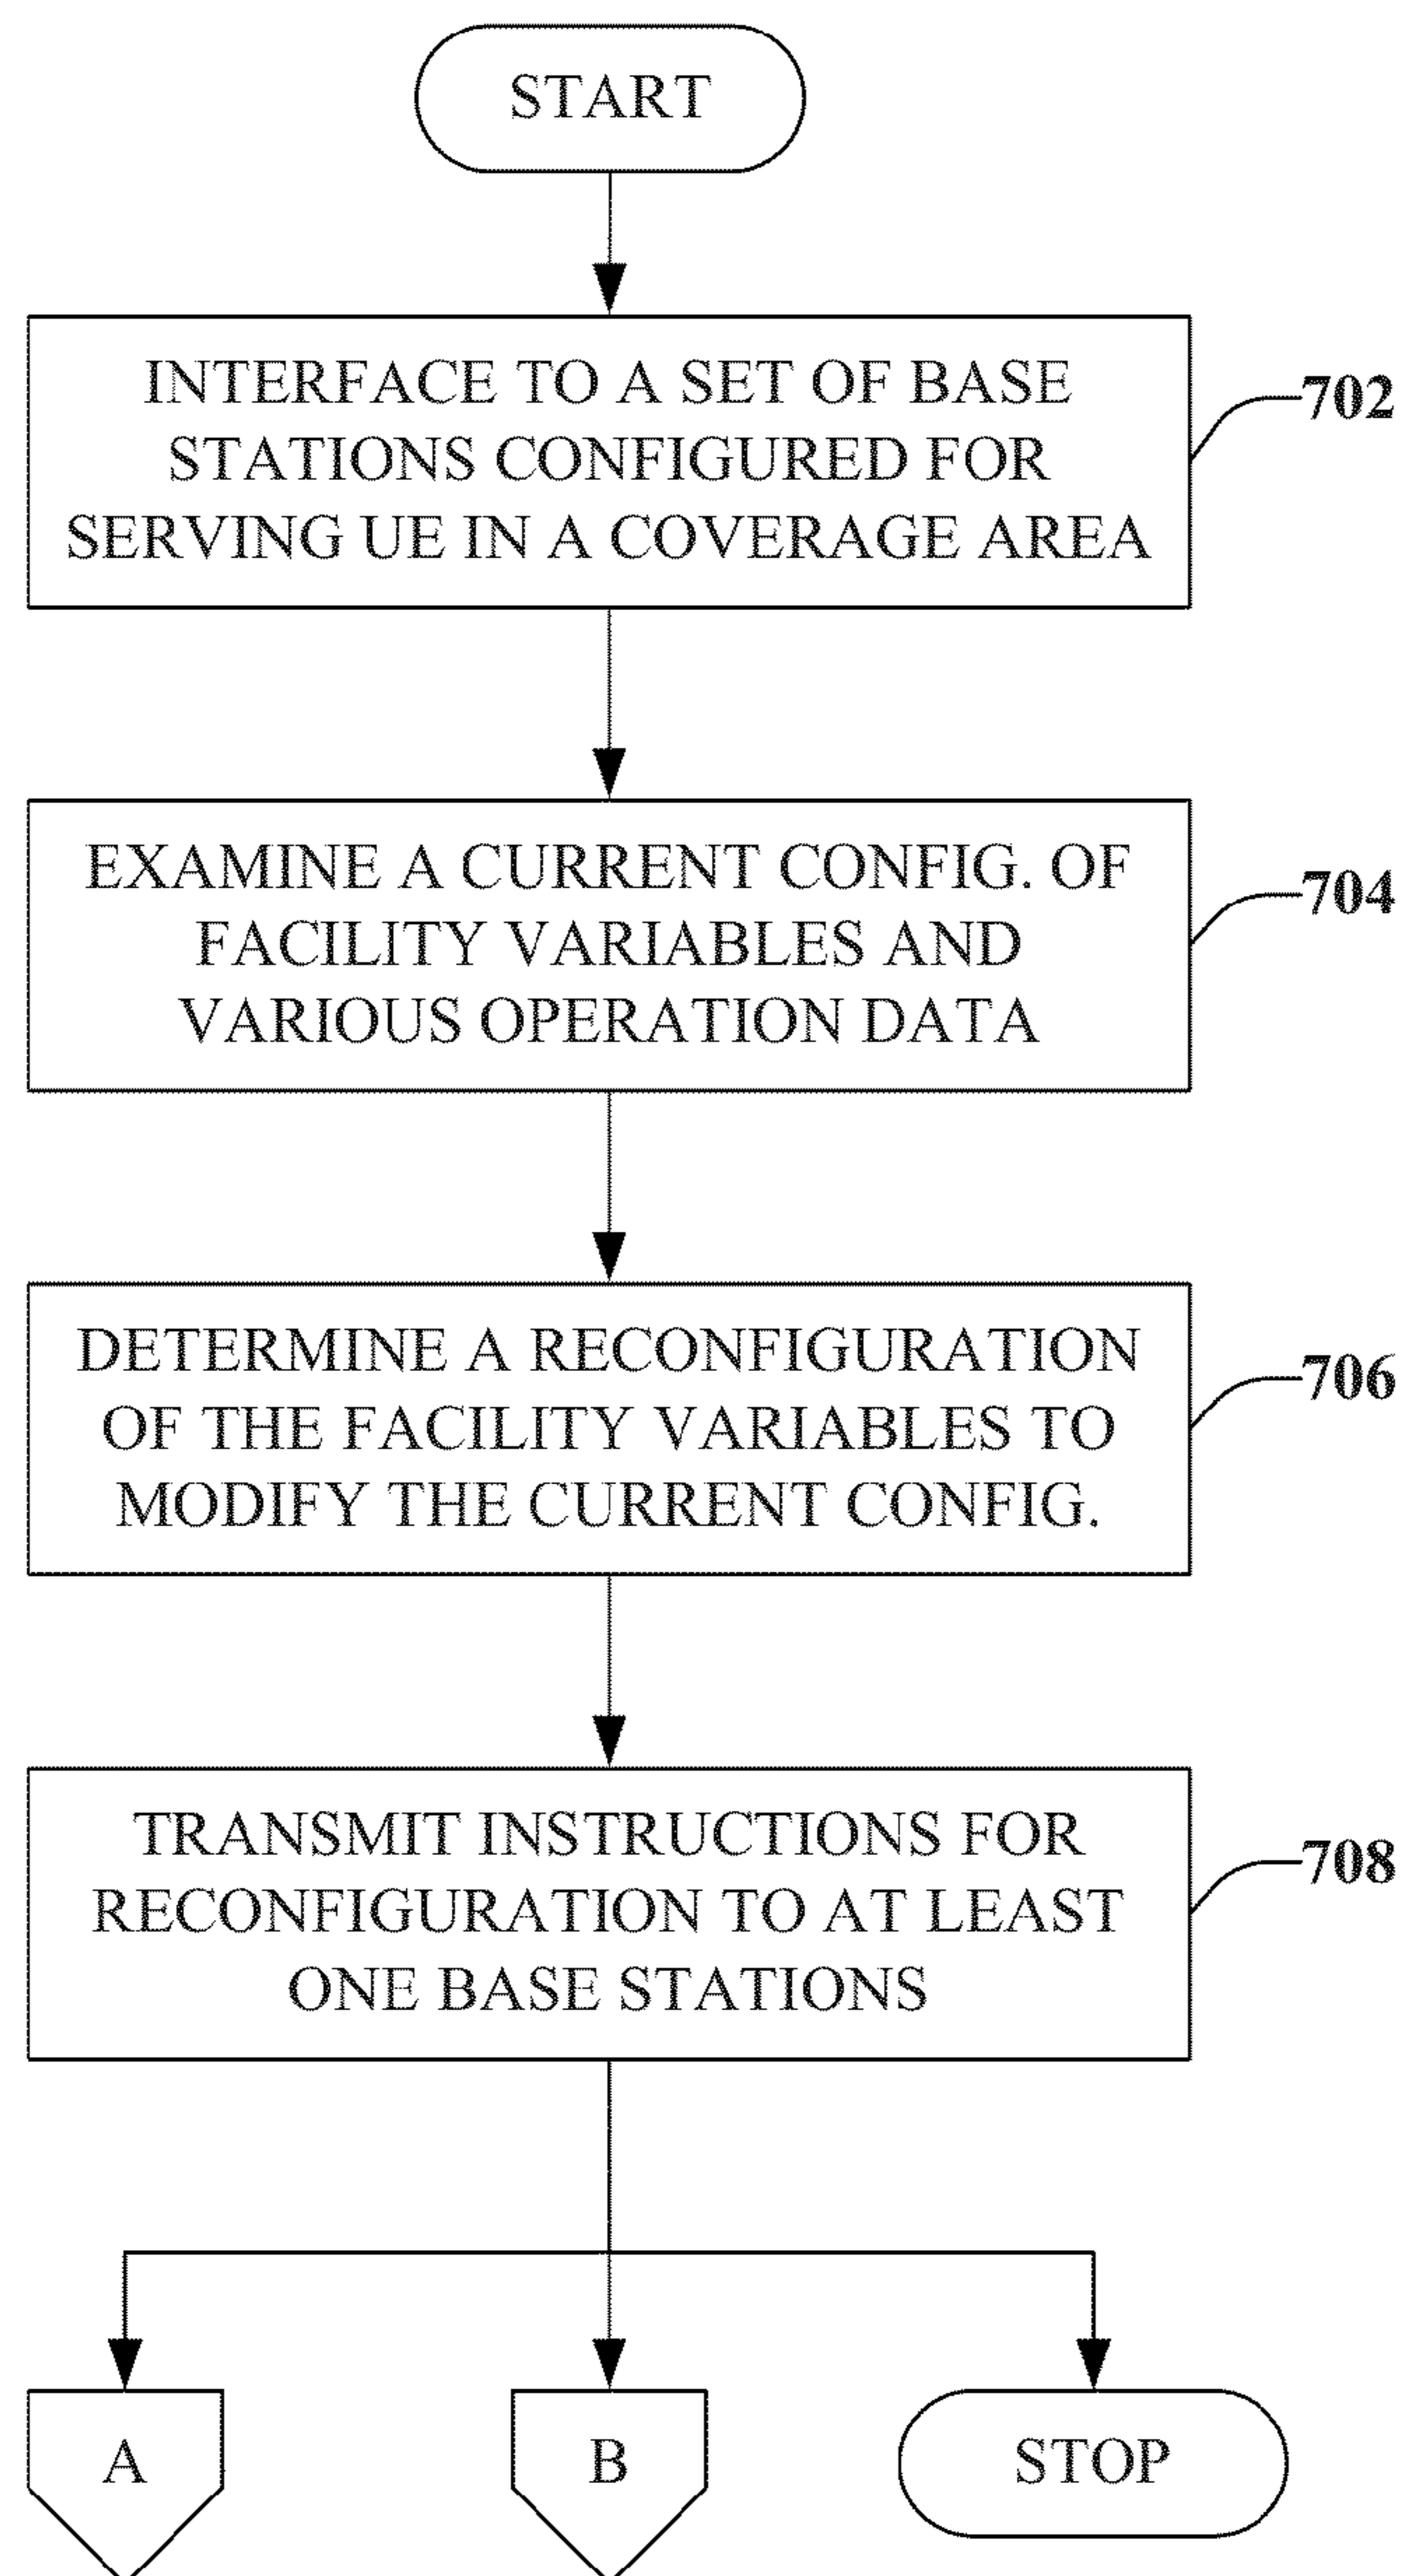 START
INTERFACE TO A SET OF BASE
STATIONS CONFIGURED FOR
SERVING UE IN A COVERAGE AREA
702
EXAMINE A CURRENT CONFIG. OF
FACILITY VARIABLES AND
VARIOUS OPERATION DATA
704
DETERMINE A RECONFIGURATION
OF THE FACILITY VARIABLES TO
MODIFY THE CURRENT CONFIG.
706
TRANSMIT INSTRUCTIONS FOR
RECONFIGURATION TO AT LEAST
ONE BASE STATIONS
708
A
B
STOP